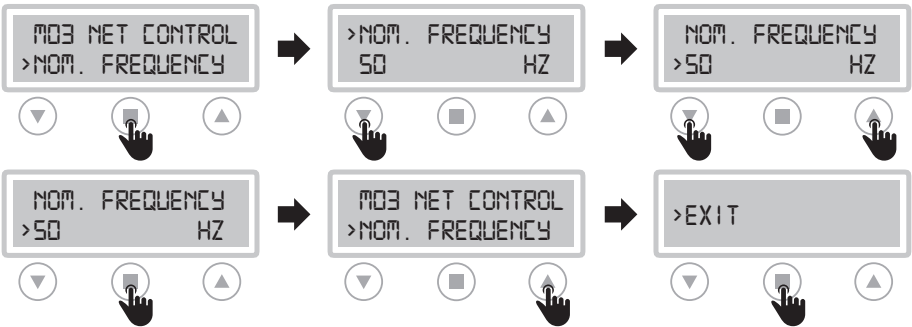 M03 NET CONTROL
>NOM. FREQUENCY
>NOM. FREQUENCY
50 HZ
NOM. FREQUENCY
>50 HZ
NOM. FREQUENCY
>50 HZ
M03 NET CONTROL
>NOM. FREQUENCY
>EXIT